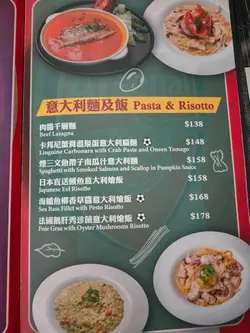 意大利麵及飯 Pasta & Risotto
肉醬千層麵 $138
Beef Lasagna
卡邦尼蟹醬溫泉蛋意大利扁麵 $148
Linguine Carbonara with Crab Paste and Onsen Tamago
煙三文魚帶子南瓜汁意大利麵 $158
Spaghetti with Smoked Salmon and Scallop in Pumpkin Sauce
日本直送鰻魚意大利燴飯 $158
Japanese Eel Risotto
海鱸魚柳香草醬意大利燴飯 $168
Sea Bass Fillet with Pesto Risotto
法國鵝肝秀珍菌意大利燴飯 $178
Foie Gras with Oyster Mushrooms Risotto